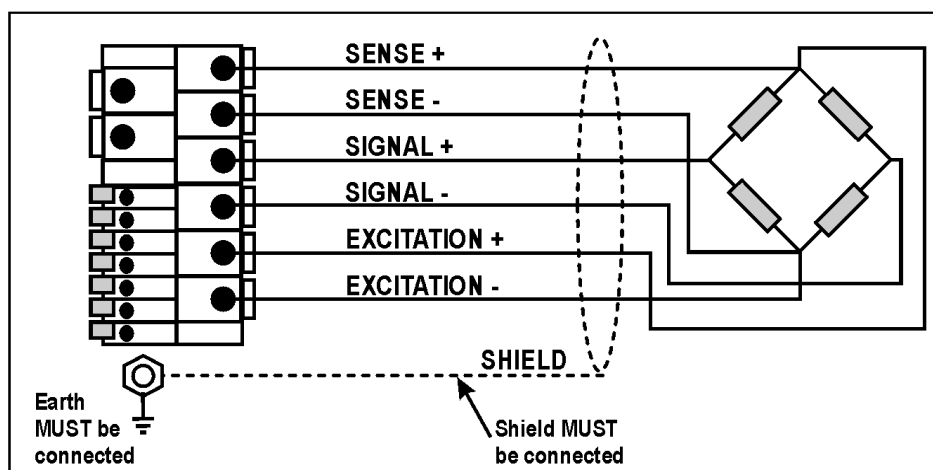 SENSE +
SENSE -
SIGNAL +
SIGNAL -
EXCITATION +
EXCITATION -
SHIELD
Earth
MUST be
connected
Shield MUST
be connected